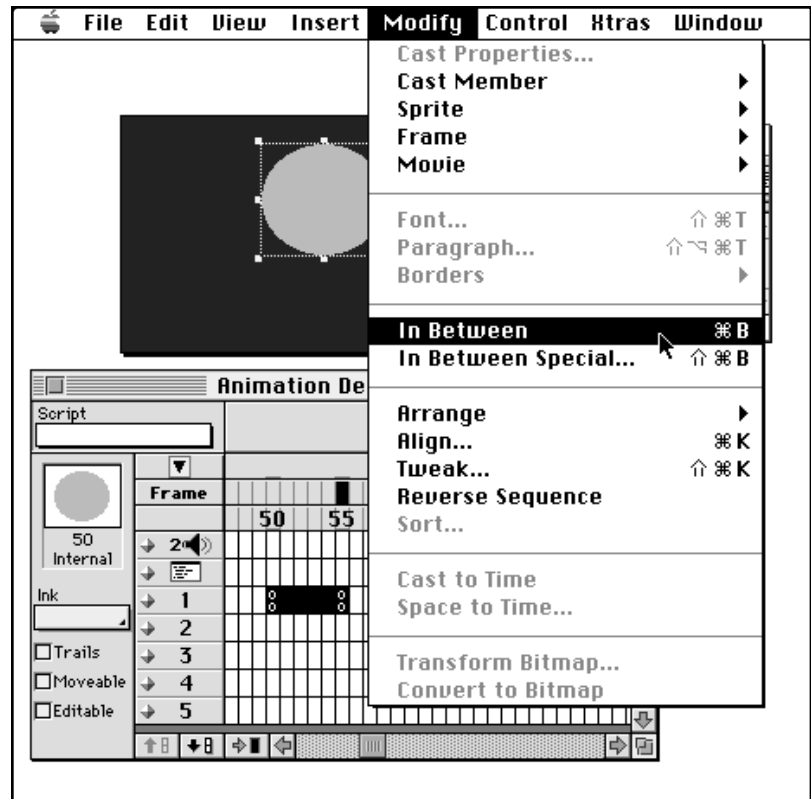 File Edit View Insert Modify Control Xtras Window
Cast Properties...
Cast Member
Sprite
Frame
Movie
Font... ⇧⌘T
Paragraph... ⇧⌥⌘T
Borders
In Between ⌘B
In Between Special... ⇧⌘B
Arrange
Align... ⌘K
Tweak... ⇧⌘K
Reverse Sequence
Sort...
Cast to Time
Space to Time...
Transform Bitmap...
Convert to Bitmap
Animation De
Script
Frame
50 55
50
Internal
2
Ink
1
2
Trails
3
Moveable
4
Editable
5